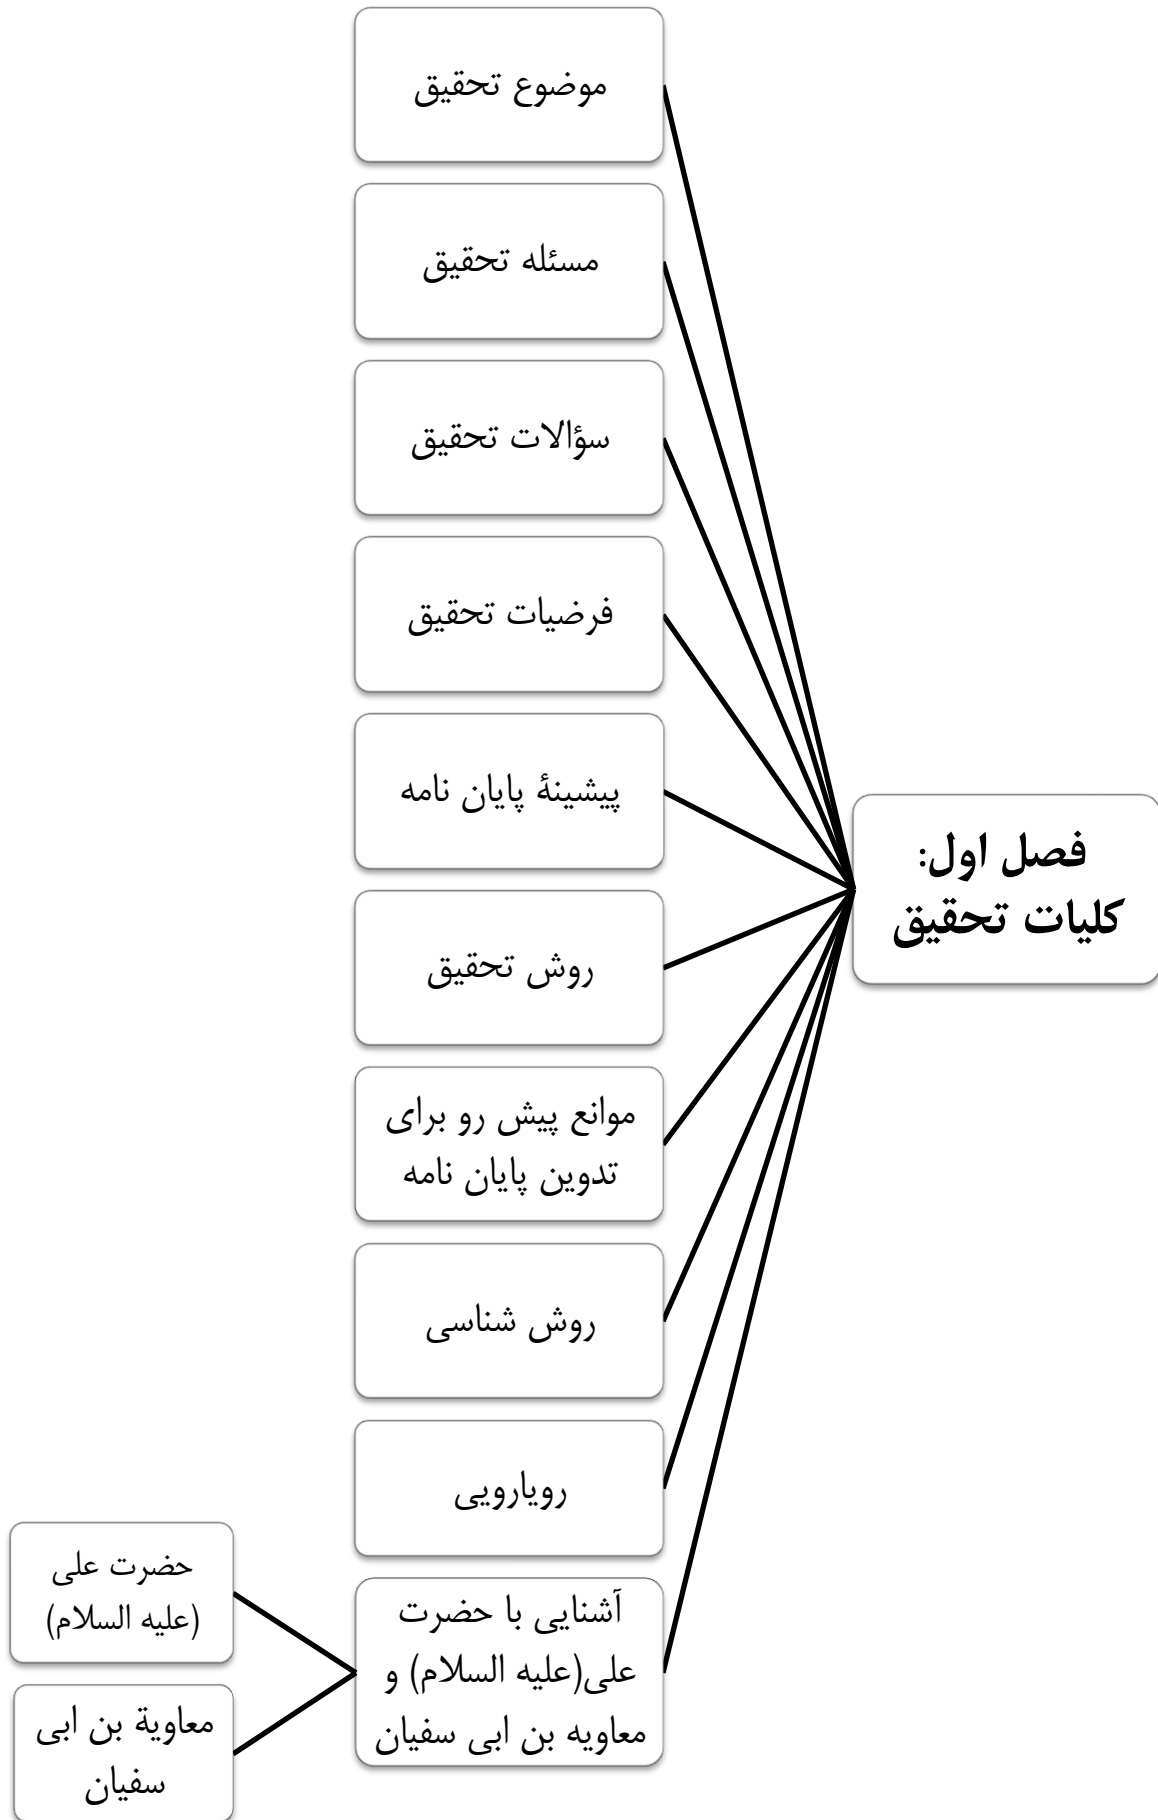 فصل اول:
کلیات تحقیق
موضوع تحقیق
مسئله تحقیق
سؤالات تحقیق
فرضیات تحقیق
پیشینۀ پایان نامه
روش تحقیق
موانع پیش رو برای
تدوین پایان نامه
روش شناسی
رویارویی
آشنایی با حضرت
علی(علیه السلام) و
معاویه بن ابی سفیان
حضرت علی
(علیه السلام)
معاویة بن ابی
سفیان